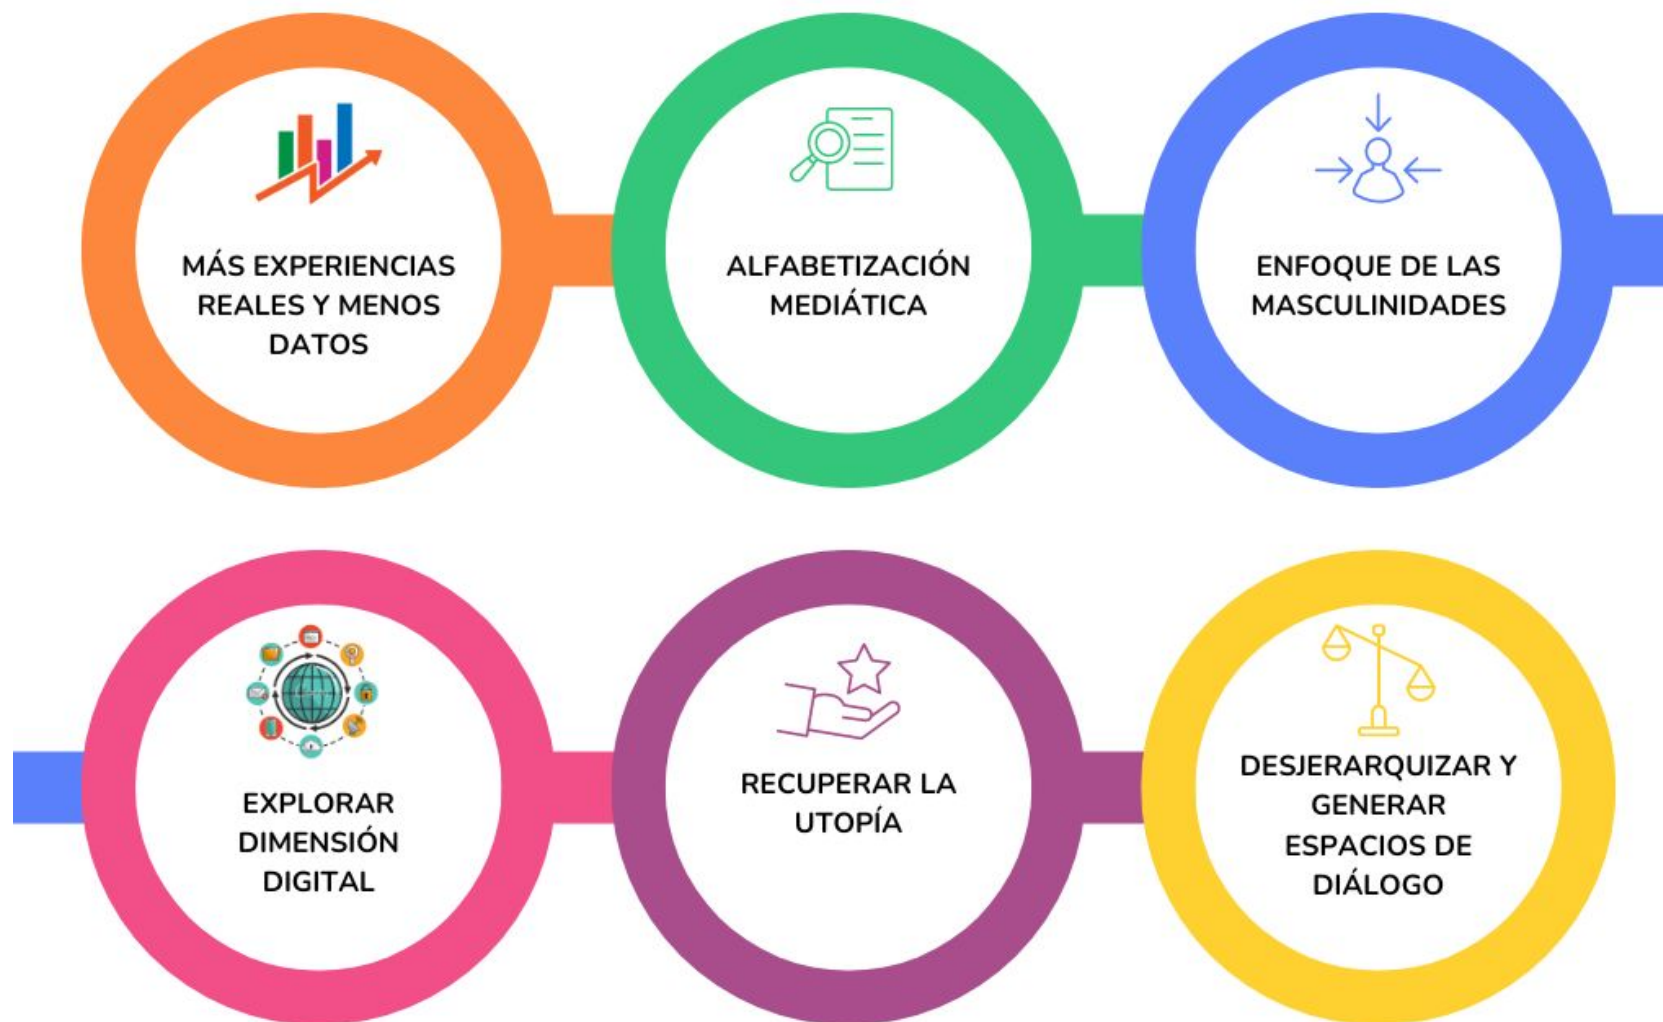 MÁS EXPERIENCIAS
REALES Y MENOS
DATOS
ALFABETIZACIÓN
MEDIÁTICA
ENFOQUE DE LAS
MASCULINIDADES
EXPLORAR
DIMENSIÓN
DIGITAL
RECUPERAR LA
UTOPÍA
DESJERARQUIZAR Y
GENERAR
ESPACIOS DE
DIÁLOGO